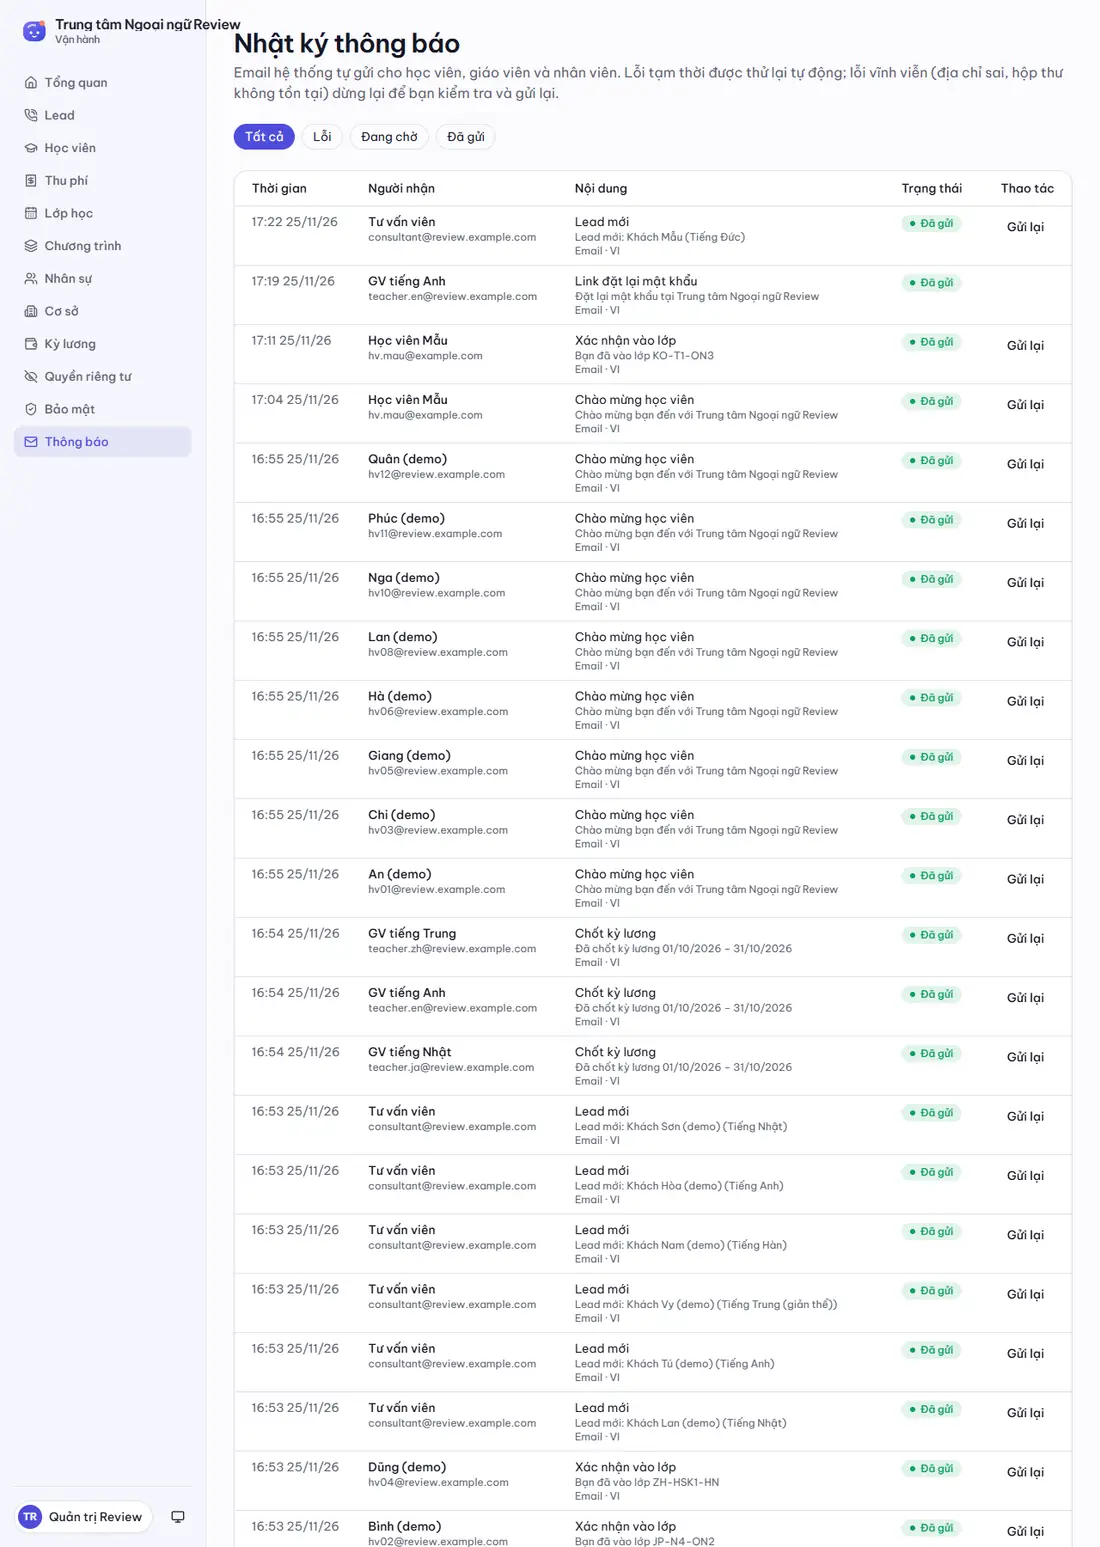 Trung tâm Ngoại ngữ Review
Vận hành
Tổng quan
Lead
Học viên
Thu phí
Lớp học
Chương trình
Nhân sự
Cơ sở
Kỳ lương
Quyền riêng tư
Bảo mật
Thông báo
TR Quản trị Review
Nhật ký thông báo
Email hệ thống tự gửi cho học viên, giáo viên và nhân viên. Lỗi tạm thời được thử lại tự động; lỗi vĩnh viễn (địa chỉ sai, hộp thư
không tồn tại) dừng lại để bạn kiểm tra và gửi lại.
Tất cả Lỗi Đang chờ Đã gửi
Thời gian Người nhận Nội dung Trạng thái Thao tác
17:22 25/11/26 Tư vấn viên Lead mới Đã gửi Gửi lại
consultant@review.example.com Lead mới: Khách Mẫu (Tiếng Đức)
Email · VI
17:19 25/11/26 GV tiếng Anh Link đặt lại mật khẩu Đã gửi
teacher.en@review.example.com Đặt lại mật khẩu tại Trung tâm Ngoại ngữ Review
Email · VI
17:11 25/11/26 Học viên Mẫu Xác nhận vào lớp Đã gửi Gửi lại
hv.mau@example.com Bạn đã vào lớp KO-T1-ON3
Email · VI
17:04 25/11/26 Học viên Mẫu Chào mừng học viên Đã gửi Gửi lại
hv.mau@example.com Chào mừng bạn đến với Trung tâm Ngoại ngữ Review
Email · VI
16:55 25/11/26 Quân (demo) Chào mừng học viên Đã gửi Gửi lại
hv12@review.example.com Chào mừng bạn đến với Trung tâm Ngoại ngữ Review
Email · VI
16:55 25/11/26 Phúc (demo) Chào mừng học viên Đã gửi Gửi lại
hv11@review.example.com Chào mừng bạn đến với Trung tâm Ngoại ngữ Review
Email · VI
16:55 25/11/26 Nga (demo) Chào mừng học viên Đã gửi Gửi lại
hv10@review.example.com Chào mừng bạn đến với Trung tâm Ngoại ngữ Review
Email · VI
16:55 25/11/26 Lan (demo) Chào mừng học viên Đã gửi Gửi lại
hv08@review.example.com Chào mừng bạn đến với Trung tâm Ngoại ngữ Review
Email · VI
16:55 25/11/26 Hà (demo) Chào mừng học viên Đã gửi Gửi lại
hv06@review.example.com Chào mừng bạn đến với Trung tâm Ngoại ngữ Review
Email · VI
16:55 25/11/26 Giang (demo) Chào mừng học viên Đã gửi Gửi lại
hv05@review.example.com Chào mừng bạn đến với Trung tâm Ngoại ngữ Review
Email · VI
16:55 25/11/26 Chi (demo) Chào mừng học viên Đã gửi Gửi lại
hv03@review.example.com Chào mừng bạn đến với Trung tâm Ngoại ngữ Review
Email · VI
16:55 25/11/26 An (demo) Chào mừng học viên Đã gửi Gửi lại
hv01@review.example.com Chào mừng bạn đến với Trung tâm Ngoại ngữ Review
Email · VI
16:54 25/11/26 GV tiếng Trung Chốt kỳ lương Đã gửi Gửi lại
teacher.zh@review.example.com Đã chốt kỳ lương 01/10/2026 – 31/10/2026
Email · VI
16:54 25/11/26 GV tiếng Anh Chốt kỳ lương Đã gửi Gửi lại
teacher.en@review.example.com Đã chốt kỳ lương 01/10/2026 – 31/10/2026
Email · VI
16:54 25/11/26 GV tiếng Nhật Chốt kỳ lương Đã gửi Gửi lại
teacher.ja@review.example.com Đã chốt kỳ lương 01/10/2026 – 31/10/2026
Email · VI
16:53 25/11/26 Tư vấn viên Lead mới Đã gửi Gửi lại
consultant@review.example.com Lead mới: Khách Sơn (demo) (Tiếng Nhật)
Email · VI
16:53 25/11/26 Tư vấn viên Lead mới Đã gửi Gửi lại
consultant@review.example.com Lead mới: Khách Hòa (demo) (Tiếng Anh)
Email · VI
16:53 25/11/26 Tư vấn viên Lead mới Đã gửi Gửi lại
consultant@review.example.com Lead mới: Khách Nam (demo) (Tiếng Hàn)
Email · VI
16:53 25/11/26 Tư vấn viên Lead mới Đã gửi Gửi lại
consultant@review.example.com Lead mới: Khách Vy (demo) (Tiếng Trung (giản thể))
Email · VI
16:53 25/11/26 Tư vấn viên Lead mới Đã gửi Gửi lại
consultant@review.example.com Lead mới: Khách Tú (demo) (Tiếng Anh)
Email · VI
16:53 25/11/26 Tư vấn viên Lead mới Đã gửi Gửi lại
consultant@review.example.com Lead mới: Khách Lan (demo) (Tiếng Nhật)
Email · VI
16:53 25/11/26 Dũng (demo) Xác nhận vào lớp Đã gửi Gửi lại
hv04@review.example.com Bạn đã vào lớp ZH-HSK1-HN
Email · VI
16:53 25/11/26 Bình (demo) Xác nhận vào lớp Đã gửi Gửi lại
hv02@review.example.com Bạn đã vào lớp JP-N4-ON2